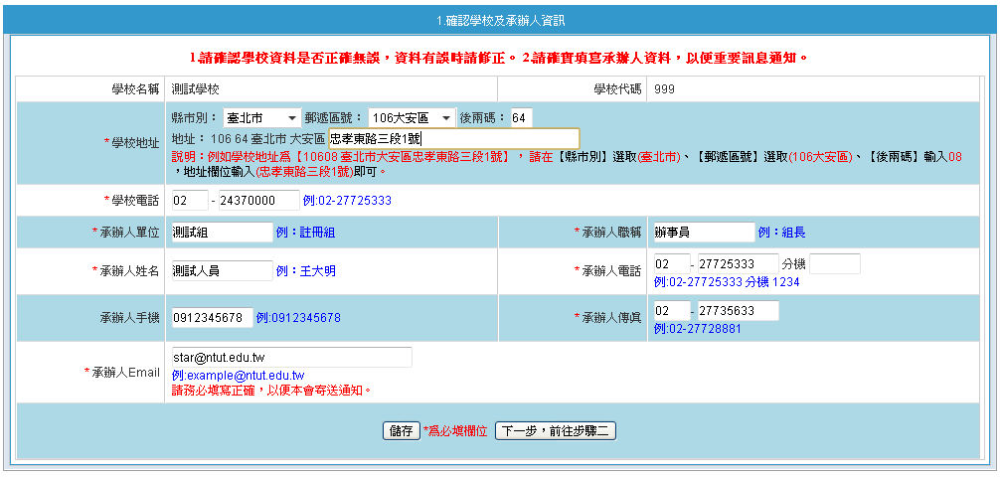 1.確認學校及承辦人資訊
1.請確認學校資料是否正確無誤，資料有誤時請修正。 2.請確實填寫承辦人資料，以便重要訊息通知。
學校名稱 測試學校 學校代碼 999
縣市別： 臺北市 郵遞區號： 106大安區 後兩碼： 64
*學校地址 地址： 106 64 臺北市 大安區 忠孝東路三段1號
說明：例如學校地址為【10608 臺北市大安區忠孝東路三段1號】， 請在【縣市別】選取(臺北市)、【郵遞區號】選取(106大安區)、【後兩碼】輸入08
，地址欄位輸入(忠孝東路三段1號)即可。
*學校電話 02 - 24370000 例:02-27725333
*承辦人單位 測試組 例：註冊組 *承辦人職稱 辦事員 例：組長
*承辦人姓名 測試人員 例：王大明 *承辦人電話 02 - 27725333 分機
例:02-27725333 分機 1234
承辦人手機 0912345678 例:0912345678 *承辦人傳真 02 - 27735633
例:02-27728881
*承辦人Email star@ntut.edu.tw
例:example@ntut.edu.tw
請務必填寫正確，以便本會寄送通知。
儲存 *為必填欄位 下一步，前往步驟二